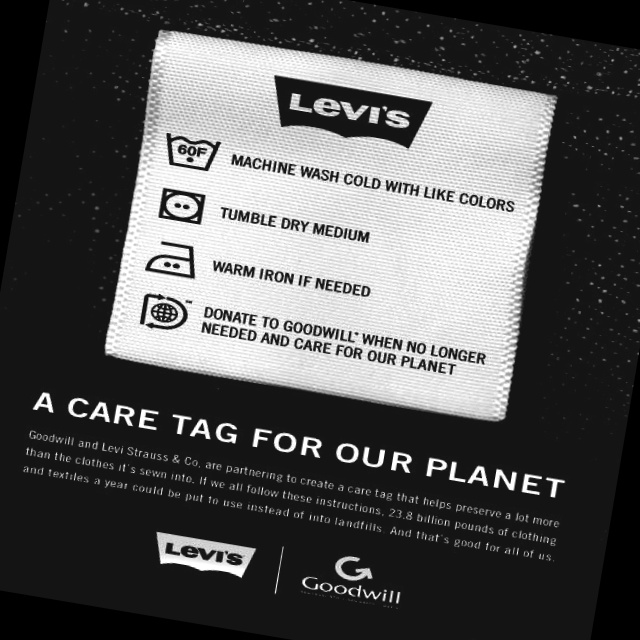 LEVI'S
60F
MACHINE WASH COLD WITH LIKE COLORS
TUMBLE DRY MEDIUM
WARM IRON IF NEEDED
DONATE TO GOODWILL® WHEN NO LONGER
NEEDED AND CARE FOR OUR PLANET
A CARE TAG FOR OUR PLANET
Goodwill and Levi Strauss & Co. are partnering to create a care tag that helps preserve a lot more
than the clothes it's sewn into. If we all follow these instructions, 23.8 billion pounds of clothing
and textiles a year could be put to use instead of into landfills. And that's good for all of us.
LEVI'S
Goodwill